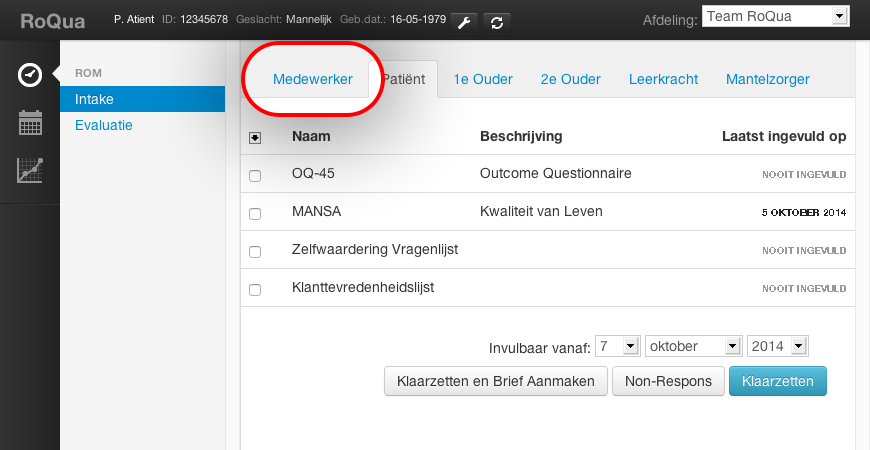 RoQua P. Atient ID: 12345678 Geslacht: Mannelijk Geb.dat.: 16-05-1979 Afdeling: Team RoQua
ROM
Intake
Evaluatie
Medewerker Patiënt 1e Ouder 2e Ouder Leerkracht Mantelzorger
Naam Beschrijving Laatst ingevuld op
OQ-45 Outcome Questionnaire NOOIT INGEVULD
MANSA Kwaliteit van Leven 5 OKTOBER 2014
Zelfwaardering Vragenlijst NOOIT INGEVULD
Klanttevredenheidslijst NOOIT INGEVULD
Invulbaar vanaf: 7 oktober 2014
Klaarzetten en Brief Aanmaken Non-Respons Klaarzetten